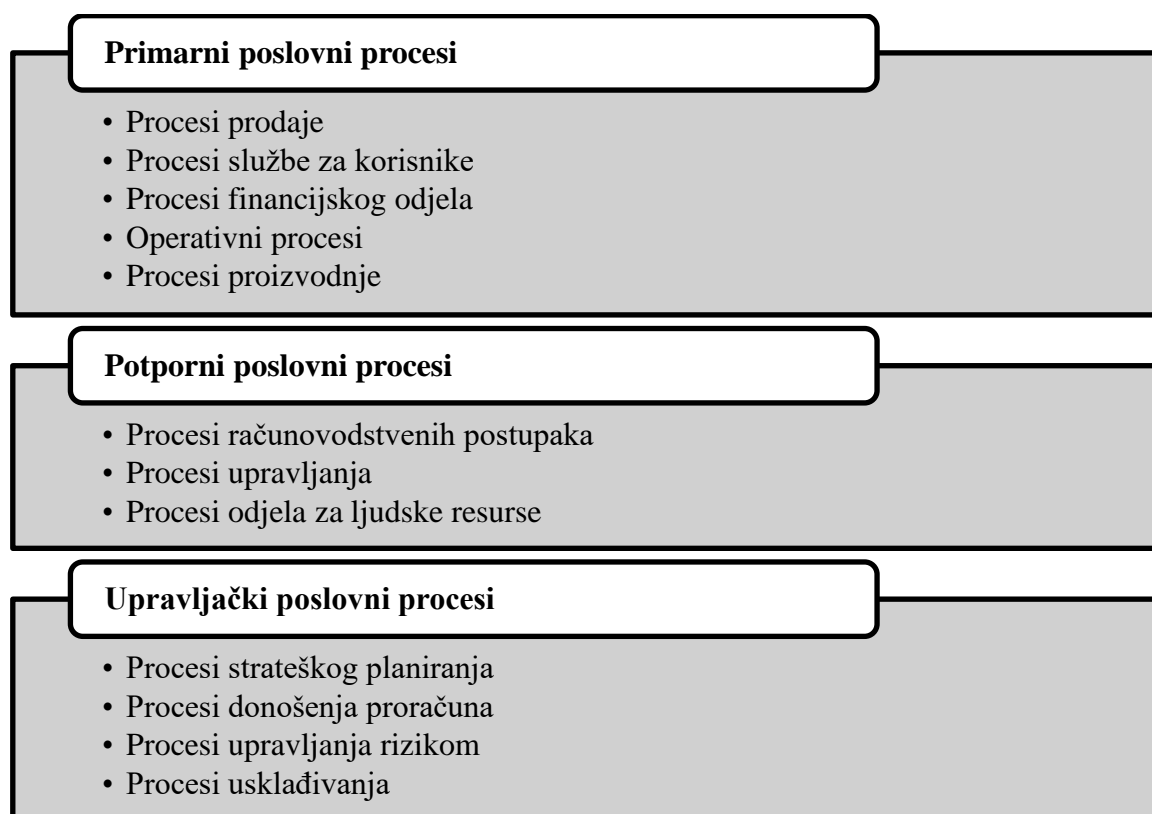 Primarni poslovni procesi
• Procesi prodaje
• Procesi službe za korisnike
• Procesi financijskog odjela
• Operativni procesi
• Procesi proizvodnje
Potporni poslovni procesi
• Procesi računovodstvenih postupaka
• Procesi upravljanja
• Procesi odjela za ljudske resurse
Upravljački poslovni procesi
• Procesi strateškog planiranja
• Procesi donošenja proračuna
• Procesi upravljanja rizikom
• Procesi usklađivanja